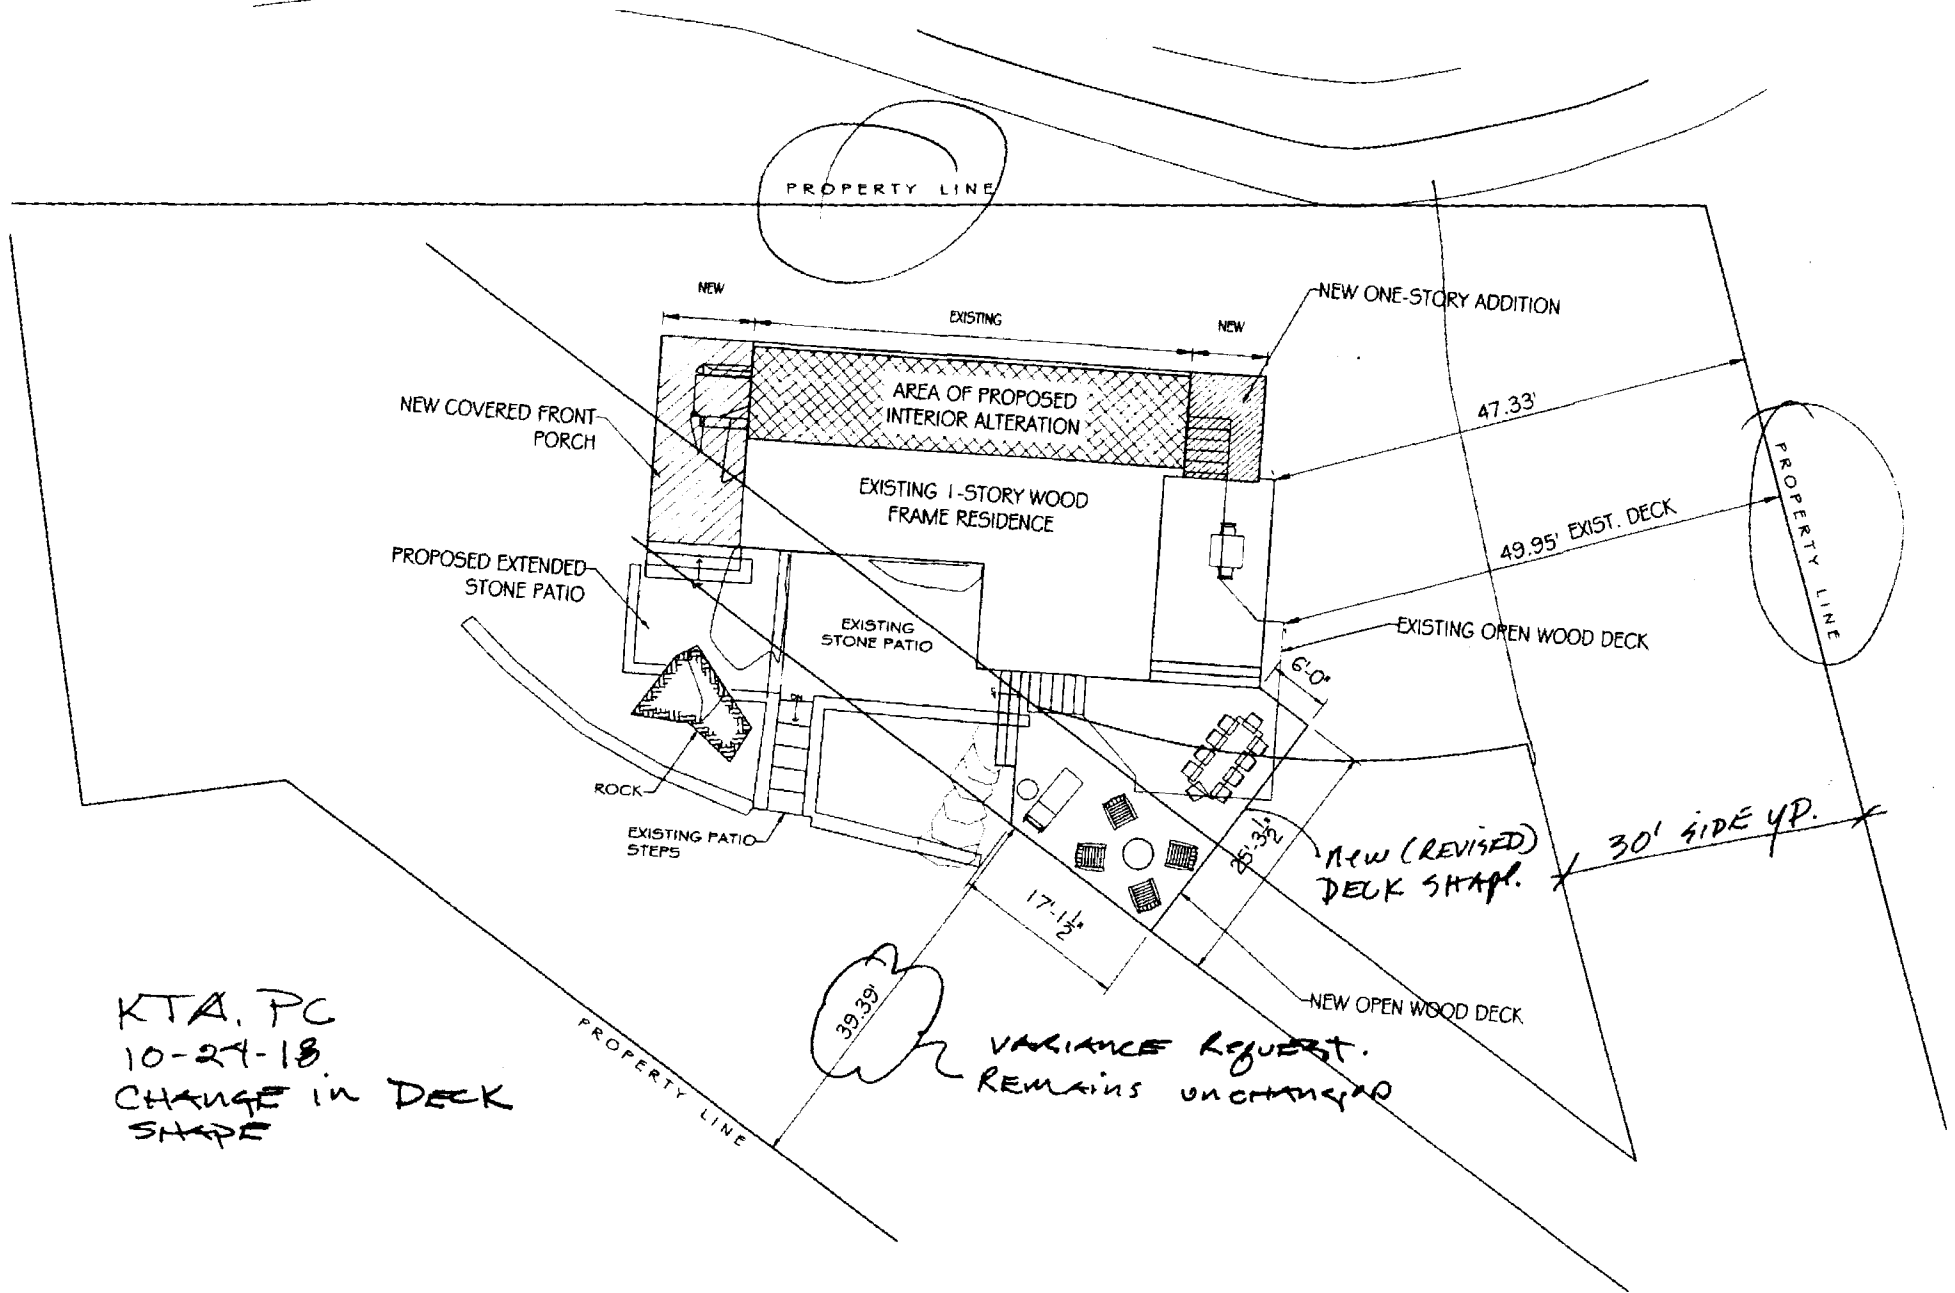 PROPERTY LINE
NEW
EXISTING
NEW
NEW ONE-STORY ADDITION
AREA OF PROPOSED
INTERIOR ALTERATION
NEW COVERED FRONT
PORCH
47.33'
PROPERTY LINE
EXISTING 1-STORY WOOD
FRAME RESIDENCE
49.95' EXIST. DECK
PROPOSED EXTENDED
STONE PATIO
EXISTING
STONE PATIO
EXISTING OPEN WOOD DECK
6'-0"
DN
ROCK
EXISTING PATIO
STEPS
25'-3½"
NEW (REVISED)
DECK SHAPE.
30' SIDE YD.
17'-1½"
39.39'
NEW OPEN WOOD DECK
PROPERTY LINE
VARIANCE REQUEST.
REMAINS UNCHANGED
KTA, PC
10-24-18
CHANGE in DECK
SHAPE